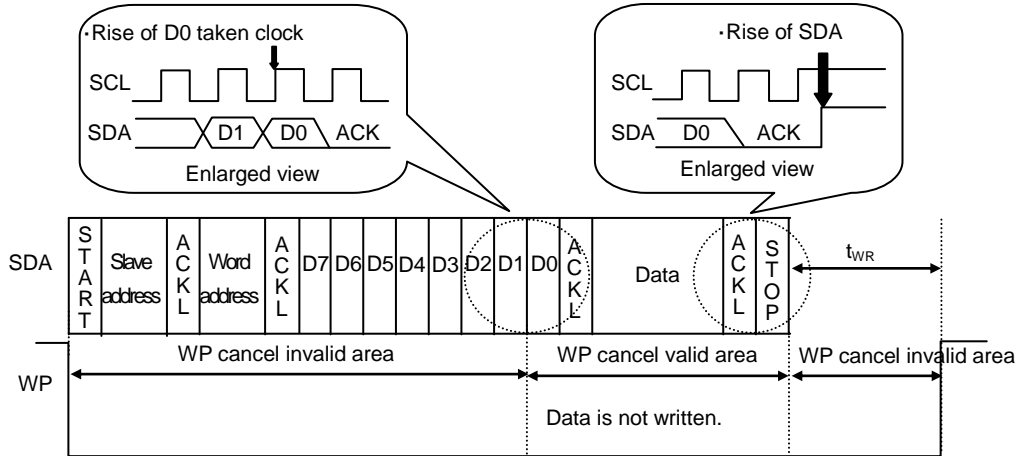 ·Rise of D0 taken clock
SCL
SDA D1 D0 ACK
Enlarged view
·Rise of SDA
SCL
SDA D0 ACK
Enlarged view
SDA START Slave address ACKL Word address ACKL D7 D6 D5 D4 D3 D2 D1 D0 ACKL Data ACKL STOP tWR
WP cancel invalid area WP cancel valid area WP cancel invalid area
WP
Data is not written.